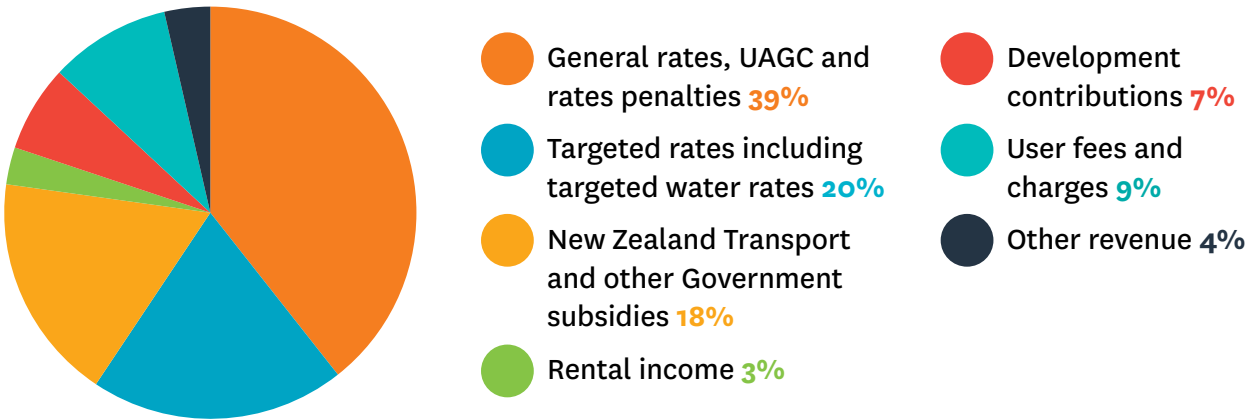 General rates, UAGC and
rates penalties 39%
Targeted rates including
targeted water rates 20%
New Zealand Transport
and other Government
subsidies 18%
Rental income 3%
Development
contributions 7%
User fees and
charges 9%
Other revenue 4%